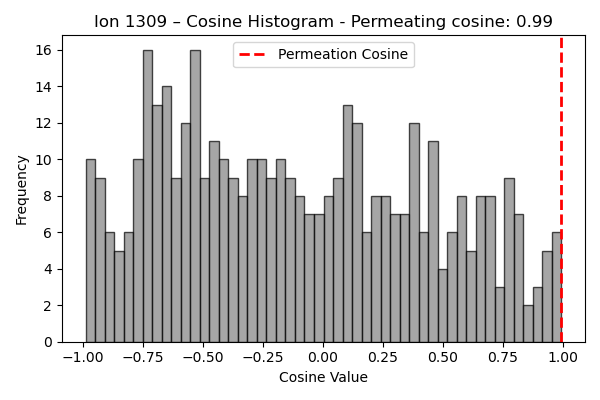 Ion 1309 – Cosine Histogram - Permeating cosine: 0.99
Permeation Cosine
Frequency
16
14
12
10
8
6
4
2
0
−1.00 −0.75 −0.50 −0.25 0.00 0.25 0.50 0.75 1.00
Cosine Value